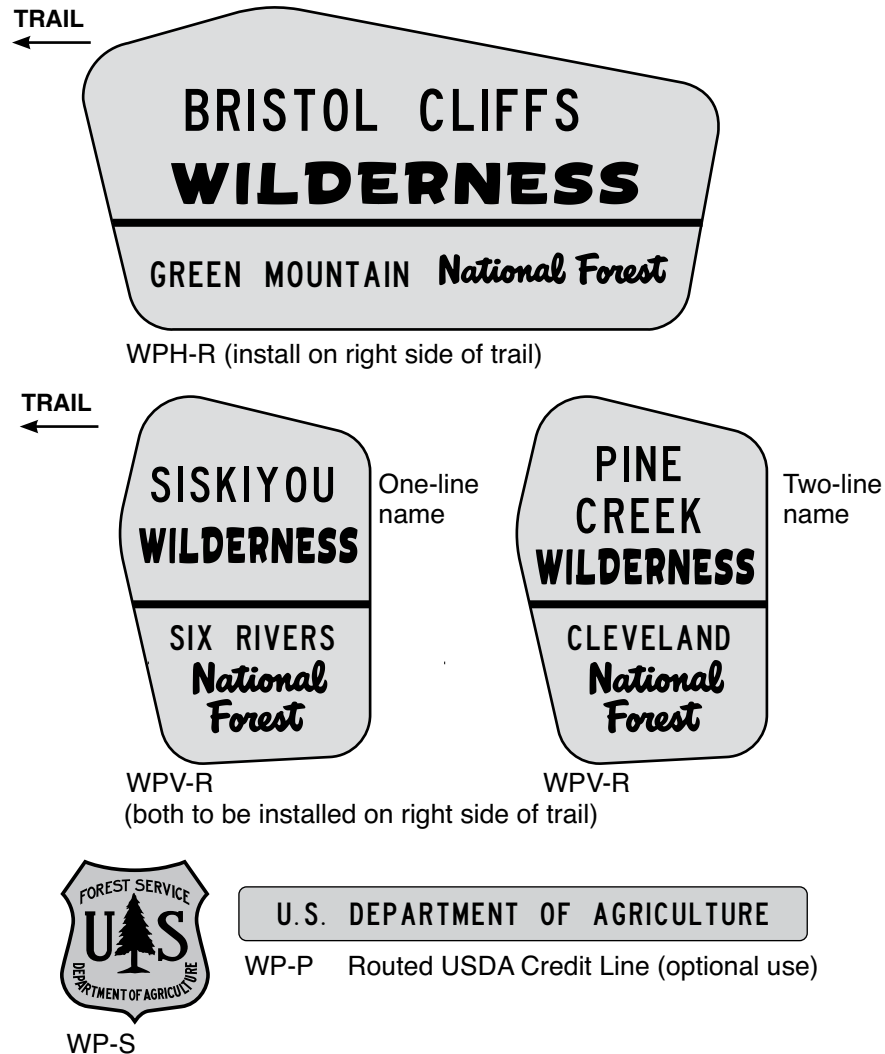 TRAIL
BRISTOL CLIFFS
WILDERNESS
GREEN MOUNTAIN National Forest
WPH-R (install on right side of trail)
TRAIL
SISKIYOU
WILDERNESS
SIX RIVERS
National
Forest
One-line
name
PINE
CREEK
WILDERNESS
CLEVELAND
National
Forest
Two-line
name
WPV-R
WPV-R
(both to be installed on right side of trail)
FOREST SERVICE
US
DEPARTMENT OF AGRICULTURE
WP-S
U.S. DEPARTMENT OF AGRICULTURE
WP-P Routed USDA Credit Line (optional use)